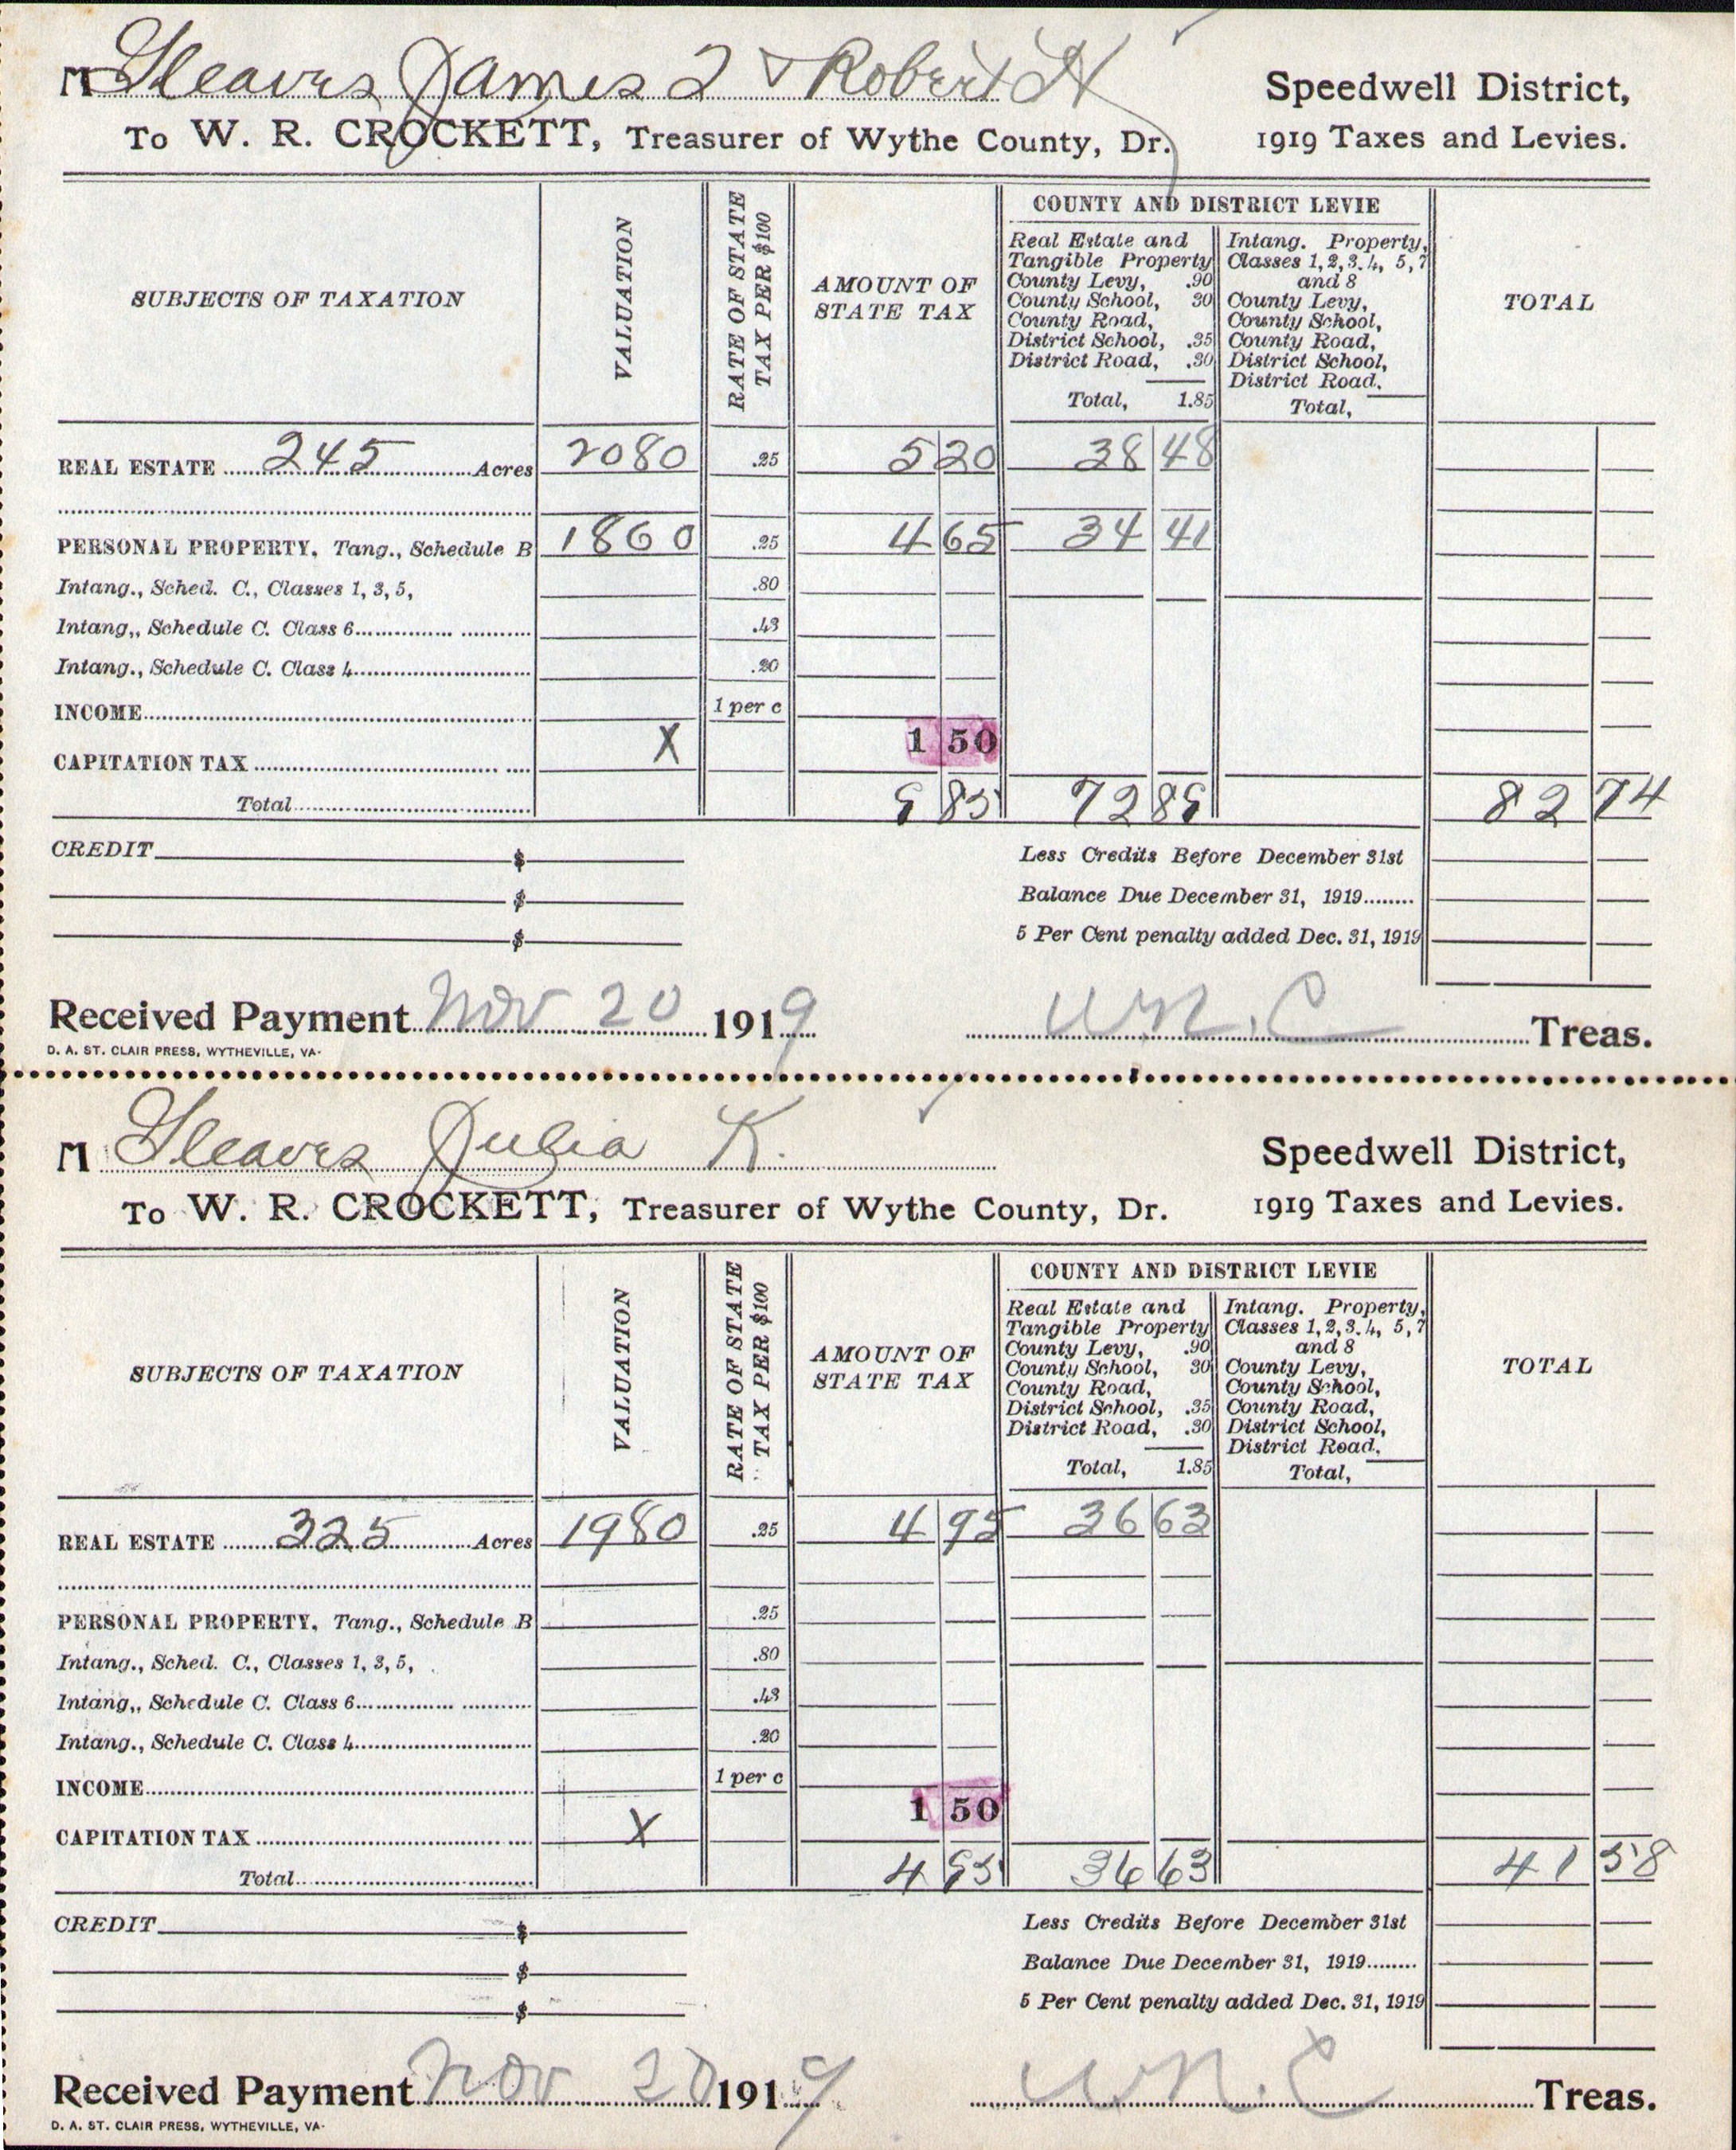 M Gleaves James 2 & Robert H
Speedwell District,
To W. R. CROCKETT, Treasurer of Wythe County, Dr.
1919 Taxes and Levies.
SUBJECTS OF TAXATION
VALUATION
RATE OF STATE TAX PER $100
AMOUNT OF STATE TAX
COUNTY AND DISTRICT LEVIE
Real Estate and
Tangible Property
County Levy, .90
County School, 30
County Road,
District School, .35
District Road, .30
Total, 1.85
Intang. Property,
Classes 1,2,3.4, 5,7
and 8
County Levy,
County School,
County Road,
District School,
District Road.
Total,
TOTAL
REAL ESTATE 245 Acres 2080 .25 5 20 38 48
PERSONAL PROPERTY, Tang., Schedule B 1860 .25 4 65 34 41
Intang., Sched. C., Classes 1, 3, 5, .80
Intang,, Schedule C. Class 6 .43
Intang., Schedule C. Class 4 .20
INCOME 1 per c
CAPITATION TAX X 1 50
Total 9 85 72 89 82 74
CREDIT $
$
$
Less Credits Before December 31st
Balance Due December 31, 1919
5 Per Cent penalty added Dec. 31, 1919
Received Payment Nov 20 1919 Treas.
D. A. ST. CLAIR PRESS, WYTHEVILLE, VA.
M Gleaves Julia K.
Speedwell District,
To W. R. CROCKETT, Treasurer of Wythe County, Dr.
1919 Taxes and Levies.
SUBJECTS OF TAXATION
VALUATION
RATE OF STATE TAX PER $100
AMOUNT OF STATE TAX
COUNTY AND DISTRICT LEVIE
Real Estate and
Tangible Property
County Levy, .90
County School, 30
County Road,
District School, .35
District Road, .30
Total, 1.85
Intang. Property,
Classes 1,2,3.4, 5,7
and 8
County Levy,
County School,
County Road,
District School,
District Road.
Total,
TOTAL
REAL ESTATE 325 Acres 1980 .25 4 95 36 63
PERSONAL PROPERTY, Tang., Schedule B .25
Intang., Sched. C., Classes 1, 3, 5, .80
Intang,, Schedule C. Class 6 .43
Intang., Schedule C. Class 4 .20
INCOME 1 per c
CAPITATION TAX X 1 50
Total 4 95 36 63 41 58
CREDIT $
$
$
Less Credits Before December 31st
Balance Due December 31, 1919
5 Per Cent penalty added Dec. 31, 1919
Received Payment Nov 20 1919 Treas.
D. A. ST. CLAIR PRESS, WYTHEVILLE, VA.